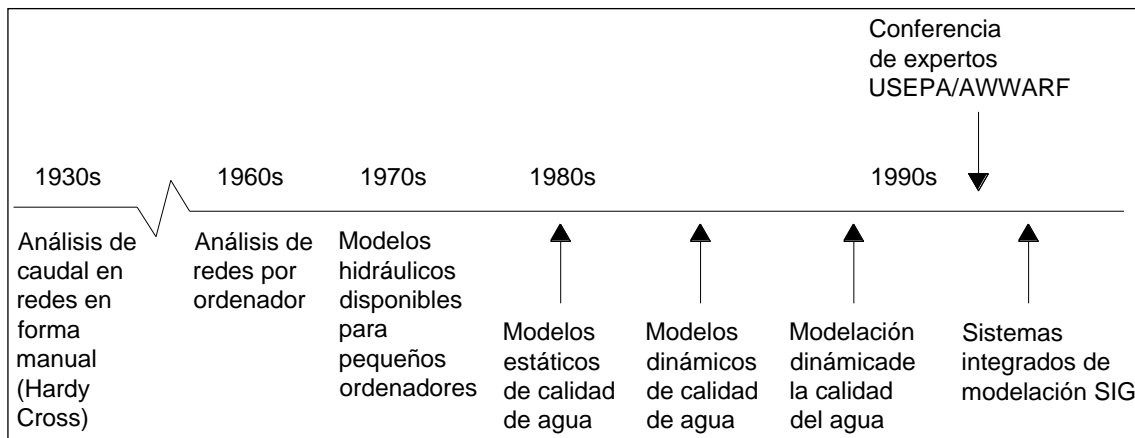 Conferencia
de expertos
USEPA/AWWARF
1930s
1960s
1970s
1980s
1990s
Análisis de
caudal en
redes en
forma
manual
(Hardy
Cross)
Análisis de
redes por
ordenador
Modelos
hidráulicos
disponibles
para
pequeños
ordenadores
Modelos
estáticos
de calidad
de agua
Modelos
dinámicos
de calidad
de agua
Modelación
dinámicade
la calidad
del agua
Sistemas
integrados de
modelación SIG